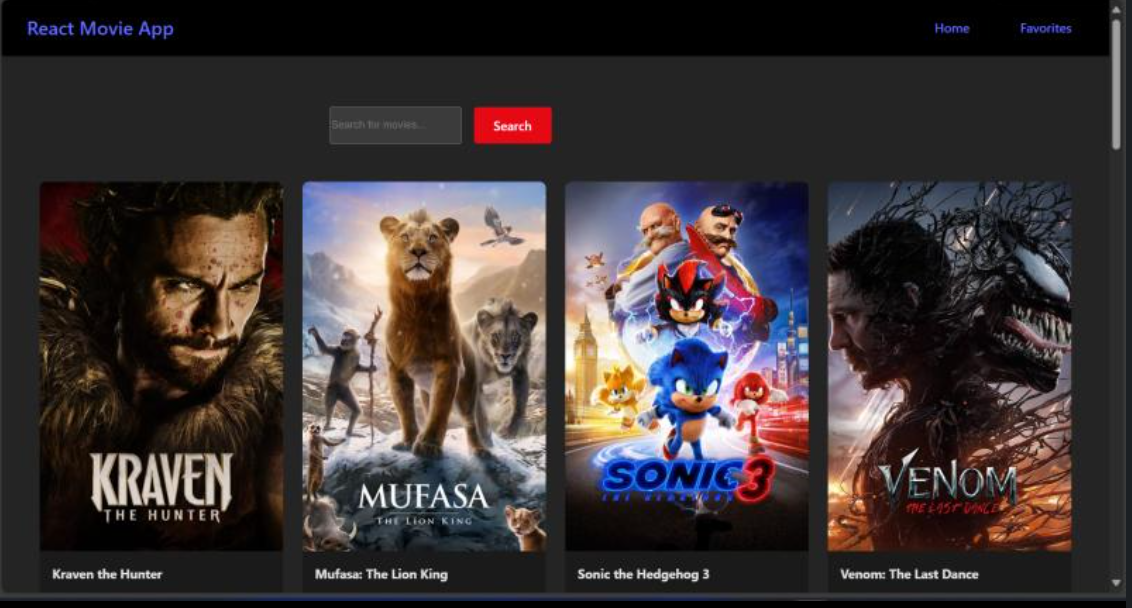 React Movie App
Home
Favorites
Search for movies...
Search
KRAVEN
THE HUNTER
MUFASA
THE LION KING
SONIC 3
THE HEDGEHOG
VENOM
THE LAST DANCE
Kraven the Hunter
Mufasa: The Lion King
Sonic the Hedgehog 3
Venom: The Last Dance